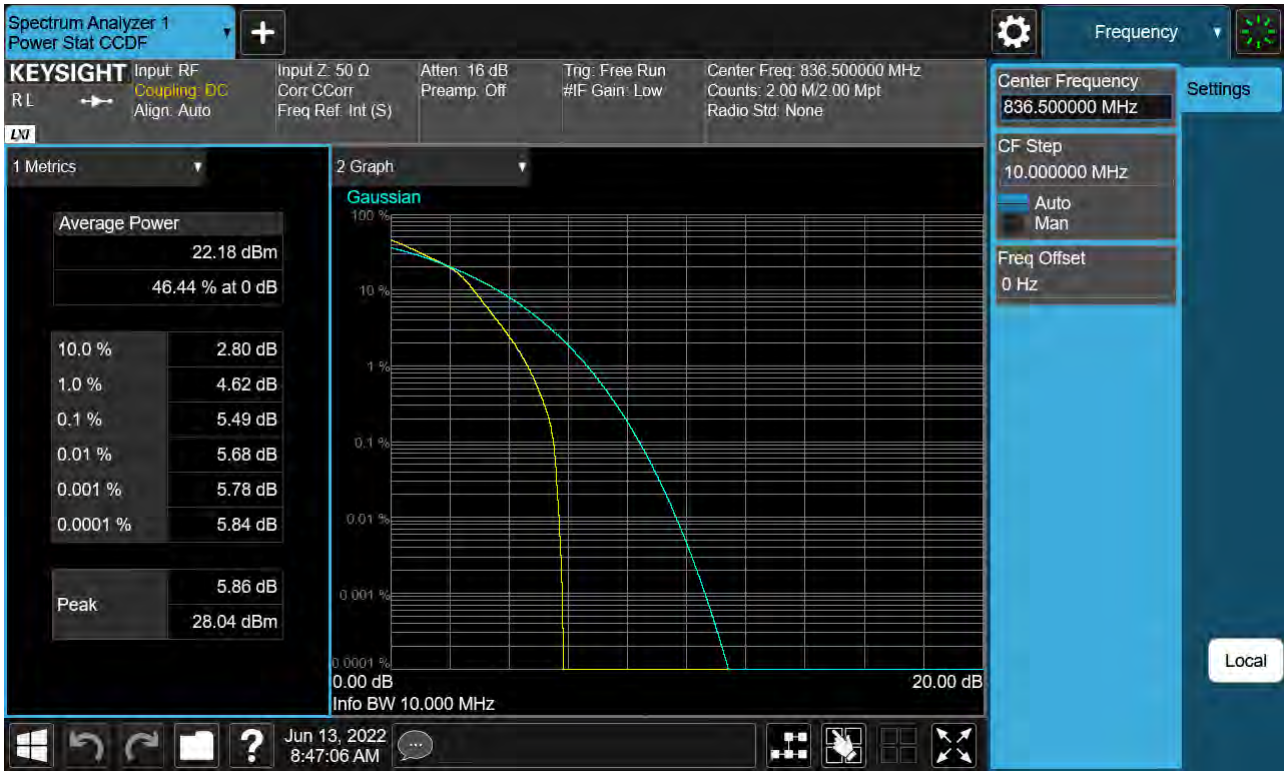 Spectrum Analyzer 1
Power Stat CCDF
Frequency
KEYSIGHT
RL
LXI
Input: RF
Coupling: DC
Align: Auto
Input Z: 50 Ω
Corr CCorr
Freq Ref: Int (S)
Atten: 16 dB
Preamp: Off
Trig: Free Run
#IF Gain: Low
Center Freq: 836.500000 MHz
Counts: 2.00 M/2.00 Mpt
Radio Std: None
Center Frequency
836.500000 MHz
Settings
CF Step
10.000000 MHz
Auto
Man
Freq Offset
0 Hz
Local
1 Metrics
Average Power
22.18 dBm
46.44 % at 0 dB
10.0 % 2.80 dB
1.0 % 4.62 dB
0.1 % 5.49 dB
0.01 % 5.68 dB
0.001 % 5.78 dB
0.0001 % 5.84 dB
Peak 5.86 dB
28.04 dBm
2 Graph
Gaussian
100 %
10 %
1 %
0.1 %
0.01 %
0.001 %
0.0001 %
0.00 dB 20.00 dB
Info BW 10.000 MHz
?
Jun 13, 2022
8:47:06 AM